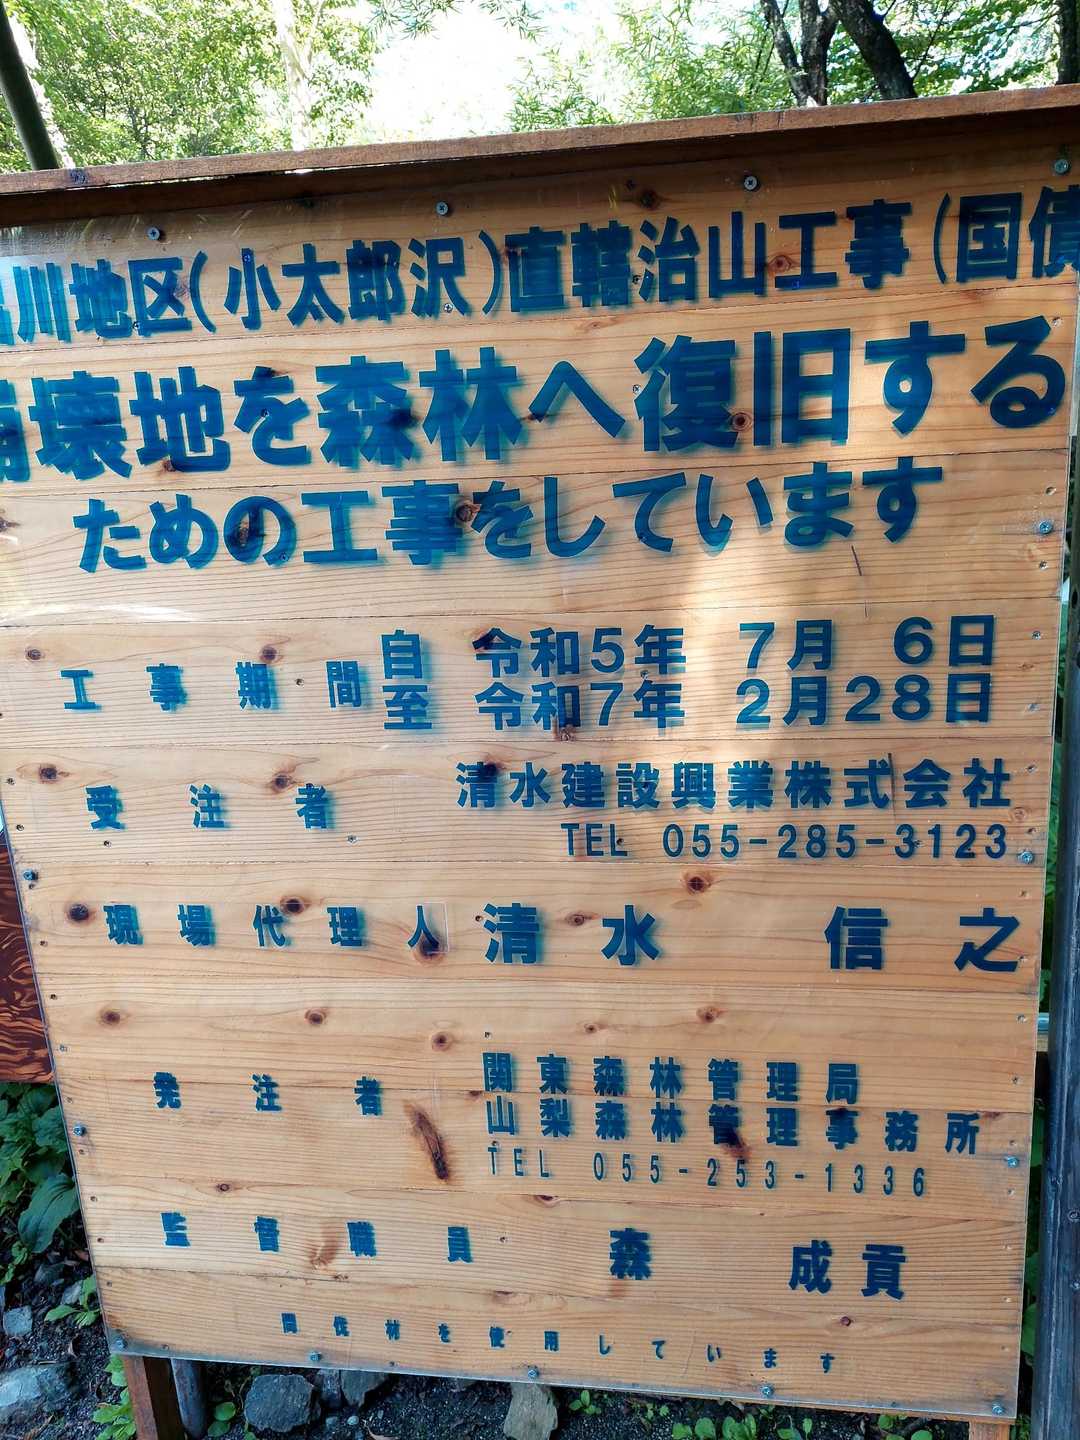 川地区(小太郎沢)直轄治山工事(国債
壊地を森林へ復旧する
ための工事をしています
工事期間 自 令和5年 7月 6日
至 令和7年 2月28日
受注者 清水建設興業株式会社
TEL 055-285-3123
現場代理人 清水 信之
発注者 関東森林管理局
山梨森林管理事務所
TEL 055-253-1336
監督職員 森 成貢
間伐材を使用しています